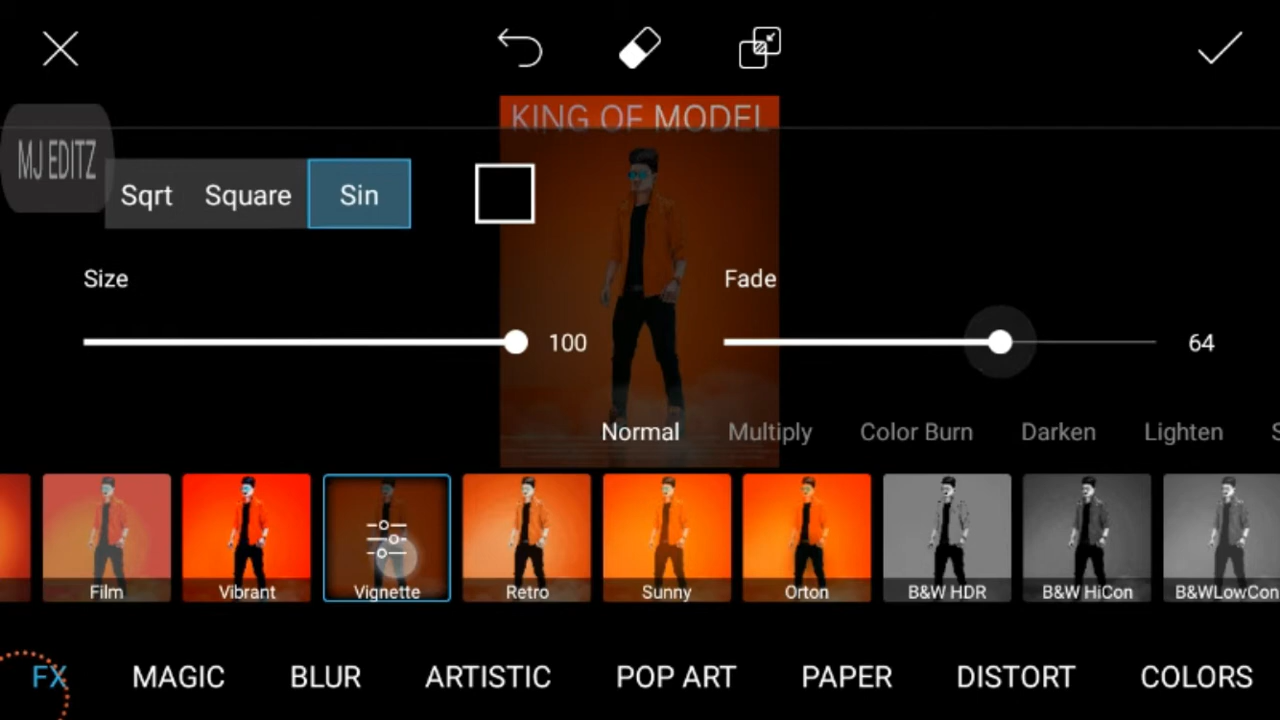 KING OF MODEL
MJ EDITZ
Sqrt Square Sin
Size Fade
100 64
Normal Multiply Color Burn Darken Lighten S
Film Vibrant Vignette Retro Sunny Orton B&W HDR B&W HiCon B&WLowCon
FX MAGIC BLUR ARTISTIC POP ART PAPER DISTORT COLORS